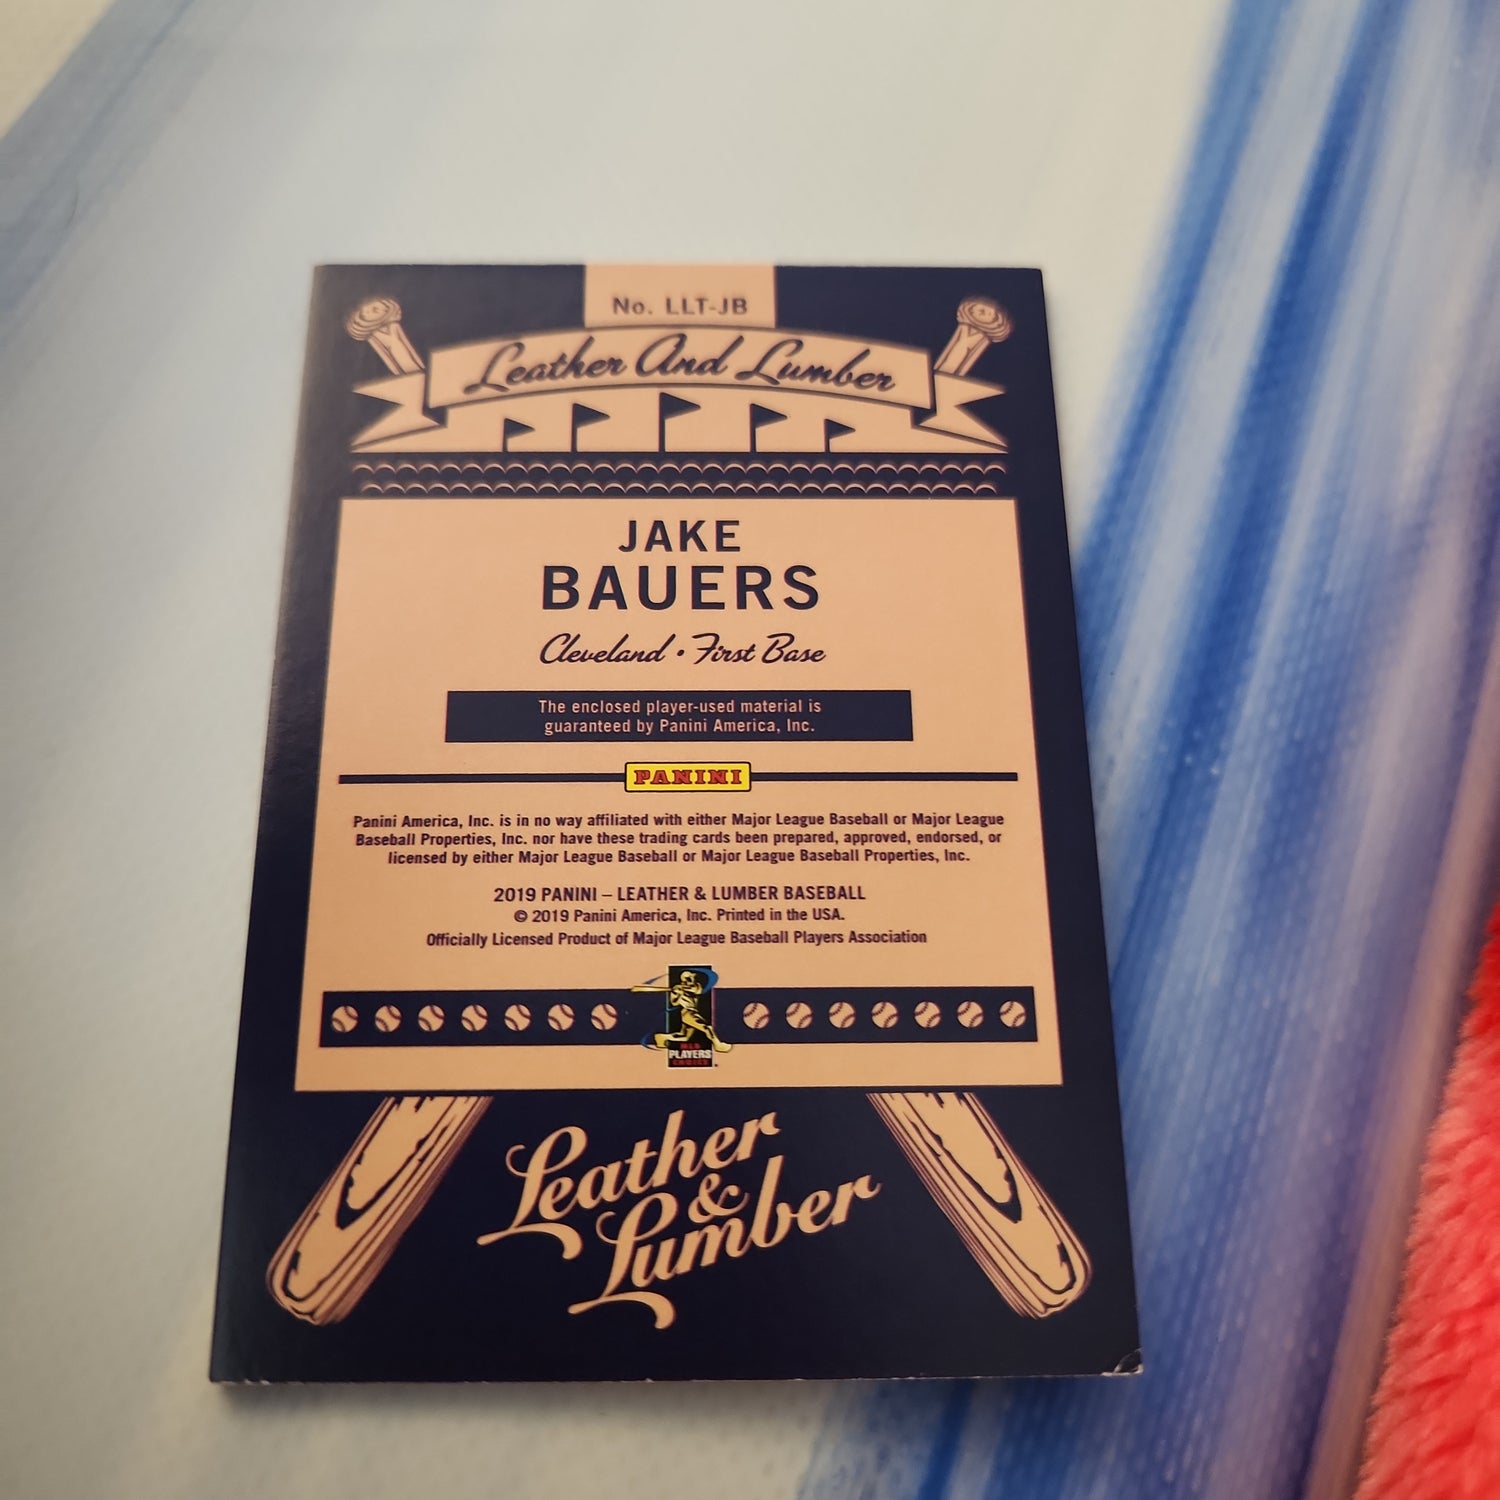 No. LLT-JB
Leather And Lumber
JAKE
BAUERS
Cleveland • First Base
The enclosed player-used material is
guaranteed by Panini America, Inc.
PANINI
Panini America, Inc. is in no way affiliated with either Major League Baseball or Major League
Baseball Properties, Inc. nor have these trading cards been prepared, approved, endorsed, or
licensed by either Major League Baseball or Major League Baseball Properties, Inc.
2019 PANINI – LEATHER & LUMBER BASEBALL
© 2019 Panini America, Inc. Printed in the USA.
Officially Licensed Product of Major League Baseball Players Association
MLB
PLAYERS
CHOICE
Leather
&
Lumber